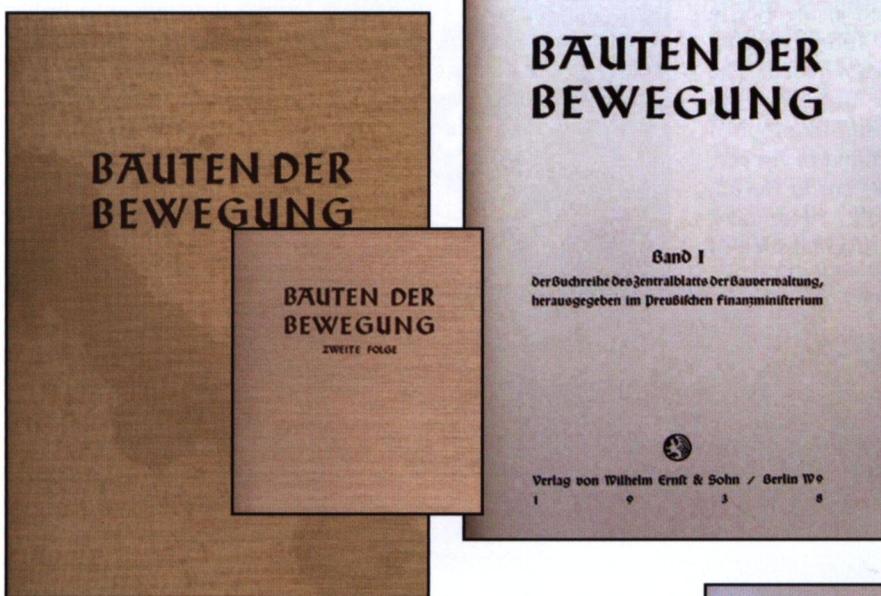 BAUTEN DER
BEWEGUNG
BAUTEN DER
BEWEGUNG
ZWEITE FOLGE
BAUTEN DER
BEWEGUNG
Band I
der Buchreihe des Zentralblatts der Bauverwaltung,
herausgegeben im Preußischen Finanzministerium
Verlag von Wilhelm Ernst & Sohn / Berlin W9
1 9 3 8